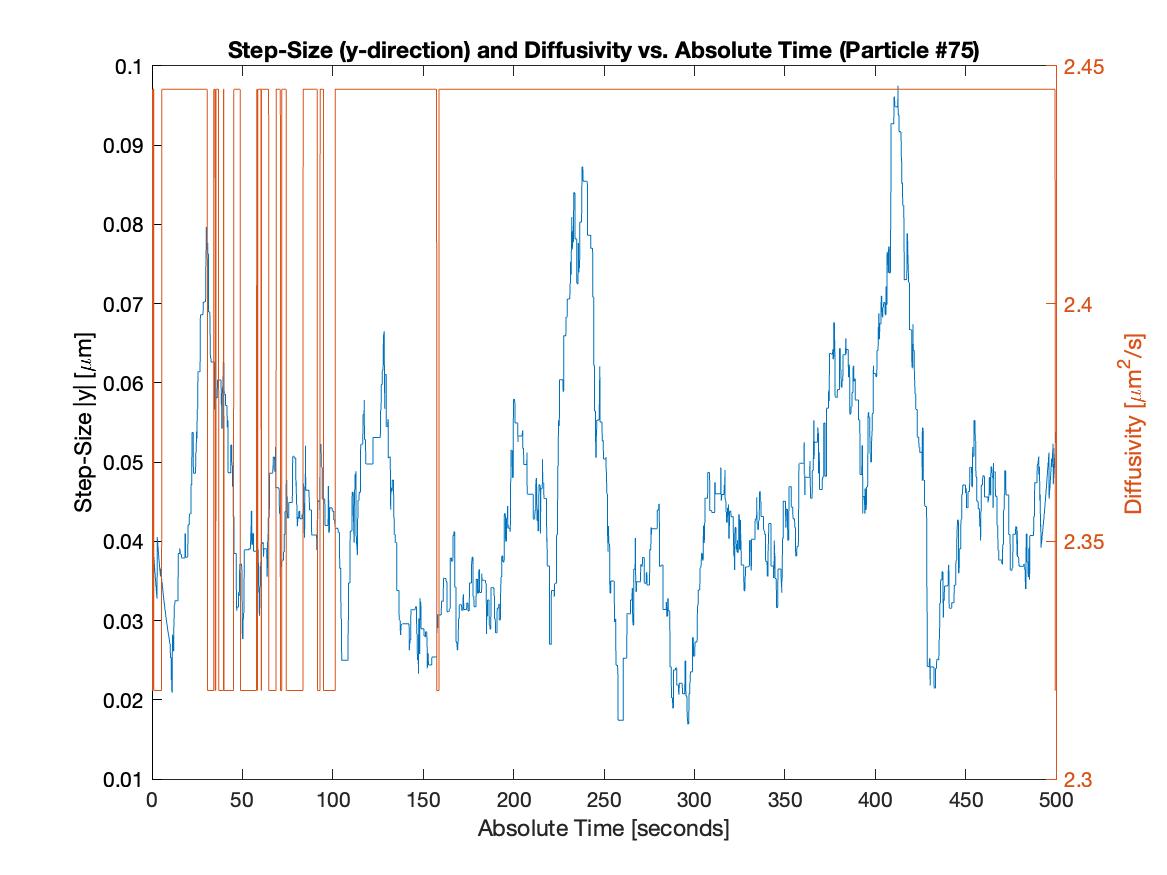 Step-Size (y-direction) and Diffusivity vs. Absolute Time (Particle #75)
0.1
0.09
0.08
0.07
0.06
0.05
0.04
0.03
0.02
0.01
Step-Size |y| [μm]
2.45
2.4
2.35
2.3
Diffusivity [μm²/s]
0 50 100 150 200 250 300 350 400 450 500
Absolute Time [seconds]